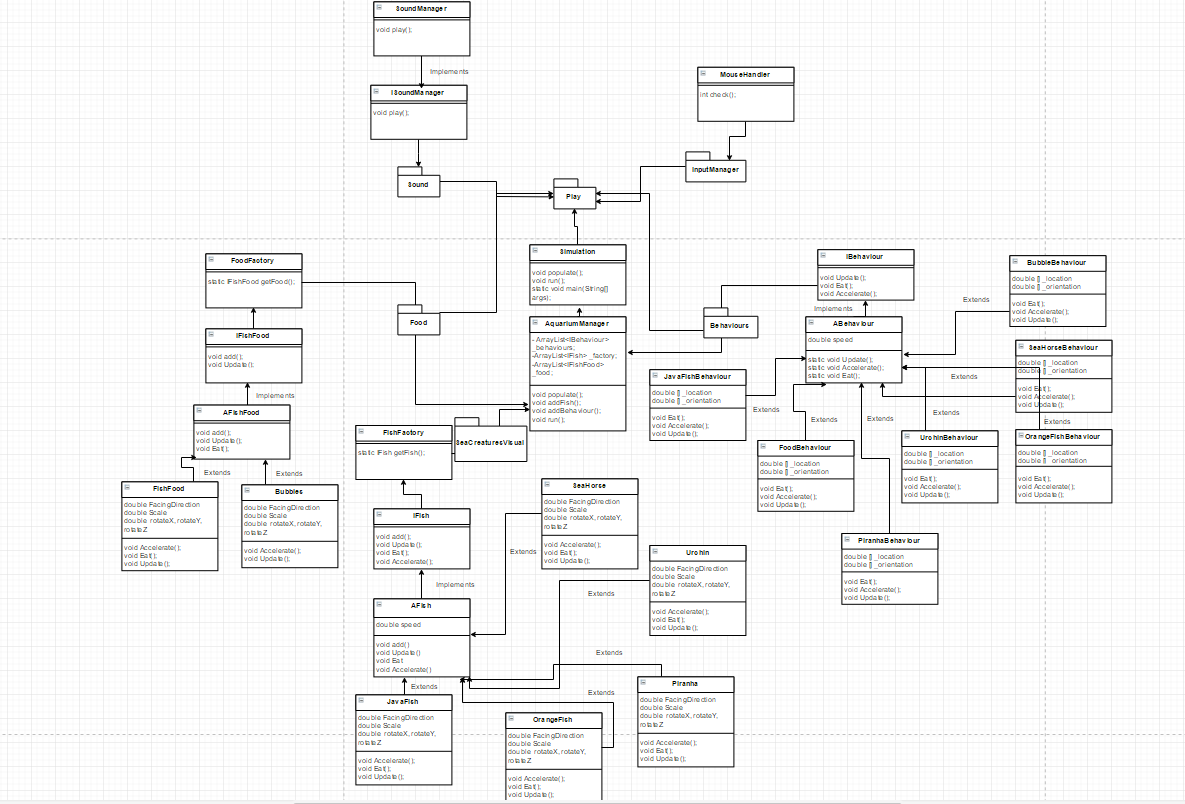 SoundManager
void play();
Implements
ISoundManager
void play();
MouseHandler
int check();
Sound
InputManager
Play
Simulation
void populate();
void run();
static void main(String[]
args);
FoodFactory
static IFishFood getFood();
Food
IFishFood
void add();
void Update();
Implements
AFishFood
void add();
void Update();
void Eat();
Extends
Extends
FishFood
double FacingDirection
double Scale
double rotateX,rotateY,
rotateZ
void Accelerate();
void Eat();
void Update();
Bubbles
double FacingDirection
double Scale
double rotateX,rotateY,
rotateZ
void Accelerate();
void Eat();
void Update();
AquariumManager
- ArrayList<IBehaviour>
_behaviours;
-ArrayList<IFish> _factory;
-ArrayList<IFishFood>
_food;
void populate();
void addFish();
void addBehaviour();
void run();
SeaCreaturesVisual
FishFactory
static IFish getFish();
IFish
void add();
void Update();
void Eat();
void Accelerate();
Implements
AFish
double speed
void add()
void Update()
void Eat
void Accelerate()
Extends
JavaFish
double FacingDirection
double Scale
double rotateX,rotateY,
rotateZ
void Accelerate();
void Eat();
void Update();
SeaHorse
double FacingDirection
double Scale
double rotateX,rotateY,
rotateZ
void Accelerate();
void Eat();
void Update();
Extends
Urchin
double FacingDirection
double Scale
double rotateX,rotateY,
rotateZ
void Accelerate();
void Eat();
void Update();
Extends
Extends
Piranha
double FacingDirection
double Scale
double rotateX,rotateY,
rotateZ
void Accelerate();
void Eat();
void Update();
Extends
OrangeFish
double FacingDirection
double Scale
double rotateX,rotateY,
rotateZ
void Accelerate();
void Eat();
void Update();
Behaviours
IBehaviour
void Update();
void Eat();
void Accelerate();
Implements
ABehaviour
double speed
static void Update();
static void Accelerate();
static void Eat();
BubbleBehaviour
double [] _location
double [] _orientation
void Eat();
void Accelerate();
void Update();
Extends
SeaHorseBehaviour
double [] _location
double [] _orientation
void Eat();
void Accelerate();
void Update();
Extends
JavaFishBehaviour
double [] _location
double [] _orientation
void Eat();
void Accelerate();
void Update();
Extends
Extends
Extends
Extends
Extends
FoodBehaviour
double [] _location
double [] _orientation
void Eat();
void Accelerate();
void Update();
UrchinBehaviour
double [] _location
double [] _orientation
void Eat();
void Accelerate();
void Update();
OrangeFishBehaviour
double [] _location
double [] _orientation
void Eat();
void Accelerate();
void Update();
PiranhaBehaviour
double [] _location
double [] _orientation
void Eat();
void Accelerate();
void Update();